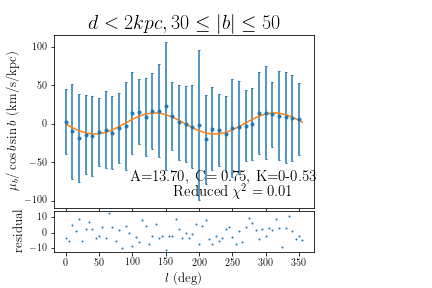 d < 2kpc, 30 ≤ |b| ≤ 50
100
50
0
−50
−100
μ_b/ cos b sin b (km/s/kpc)
A=13.70, C= 0.75, K=0-0.53
Reduced χ² = 0.01
10
0
−10
residual
0 50 100 150 200 250 300 350
l (deg)